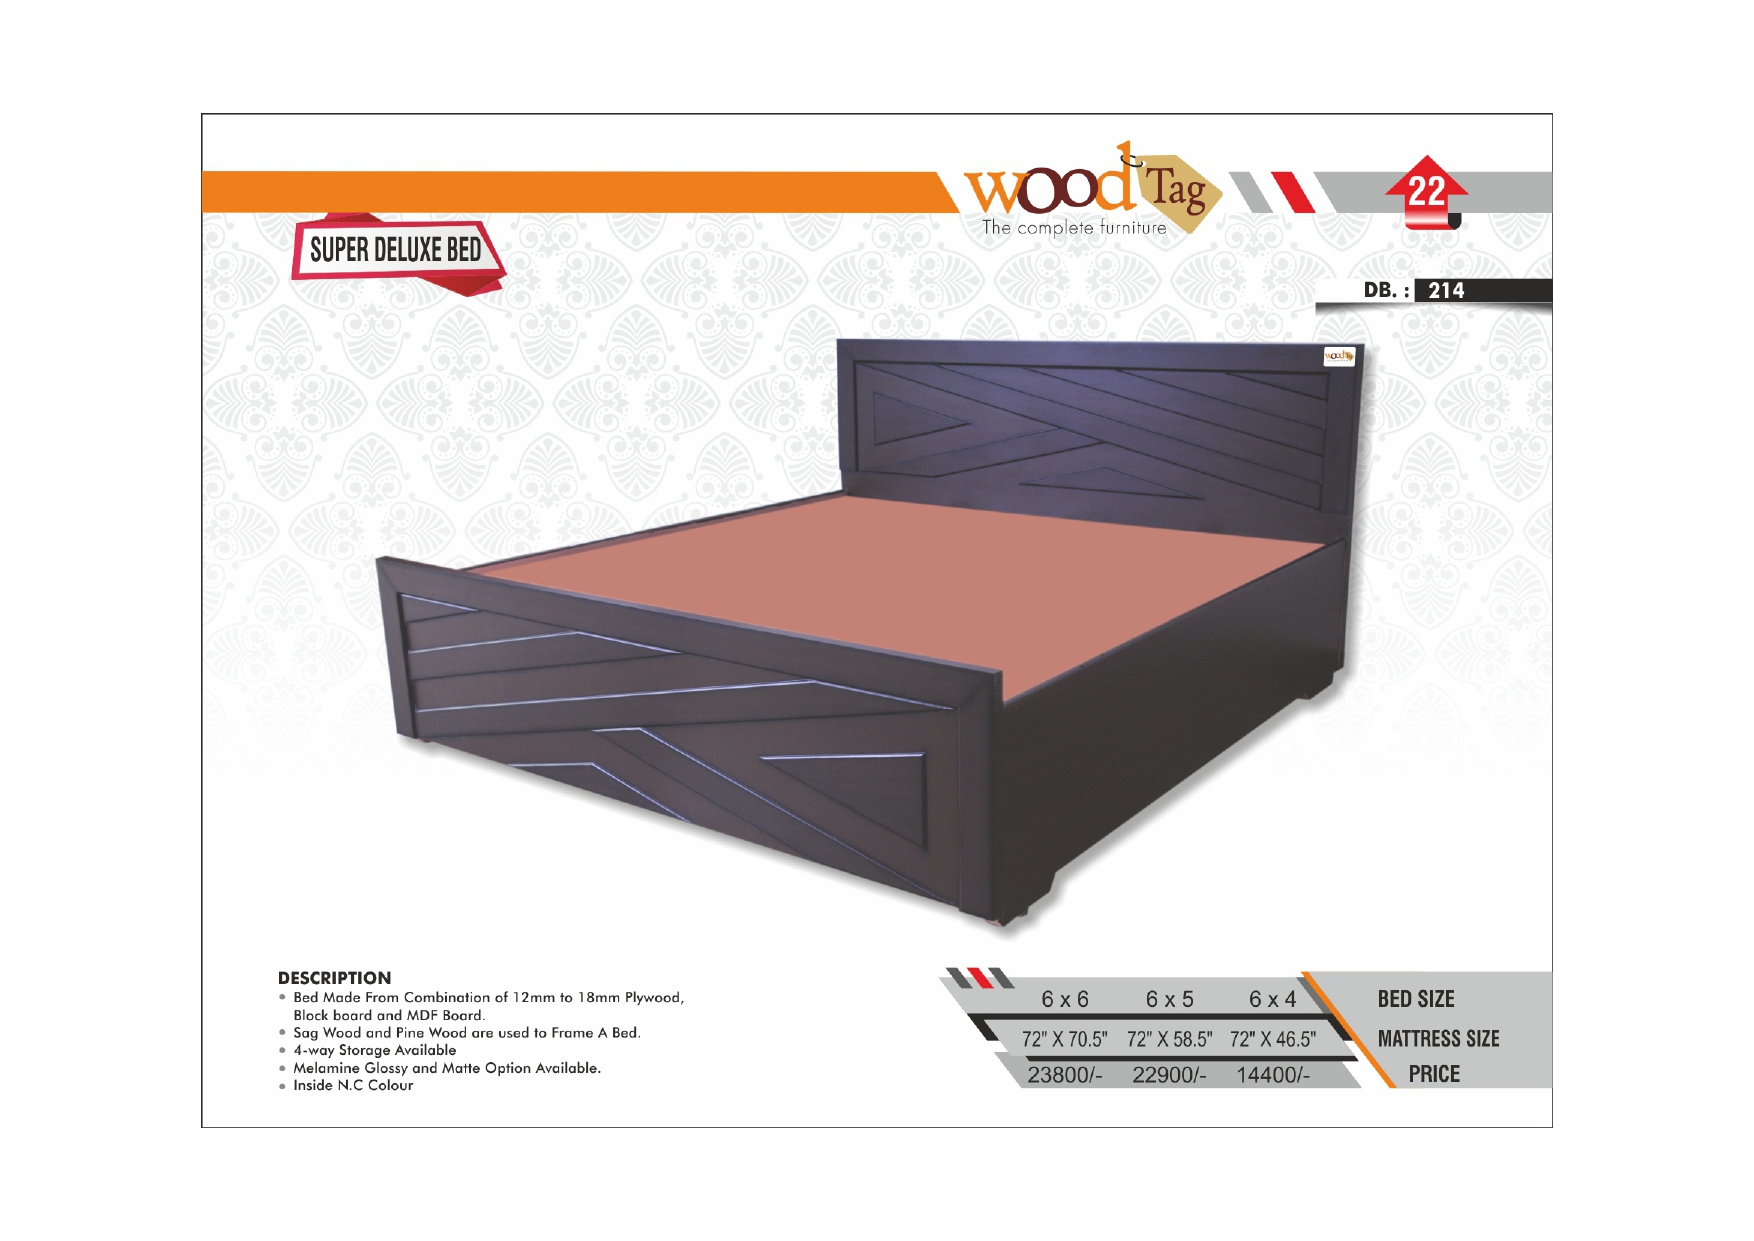 wood Tag
The complete furniture
22
SUPER DELUXE BED
DB. : 214
wood Tag
DESCRIPTION
• Bed Made From Combination of 12mm to 18mm Plywood,
Block board and MDF Board.
• Sag Wood and Pine Wood are used to Frame A Bed.
• 4-way Storage Available
• Melamine Glossy and Matte Option Available.
• Inside N.C Colour
6 x 6 6 x 5 6 x 4 BED SIZE
72" X 70.5" 72" X 58.5" 72" X 46.5" MATTRESS SIZE
23800/- 22900/- 14400/- PRICE